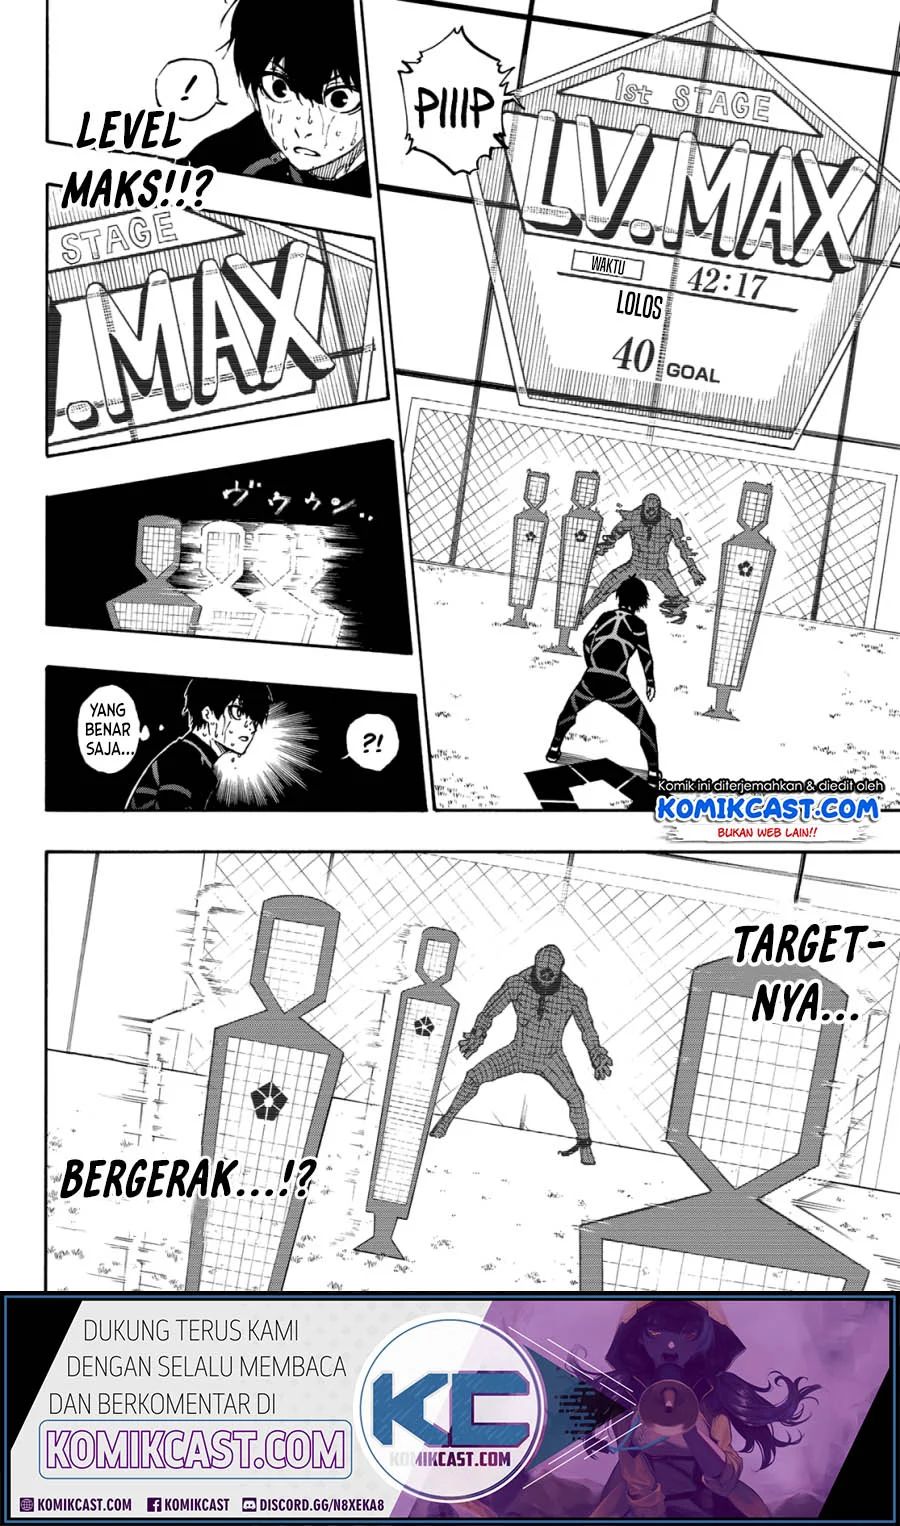 !
LEVEL
MAKS!!?
PIIIP
1st STAGE
LV.MAX
WAKTU
42:17
LOLOS
40 GOAL
STAGE
V.MAX
ヴゥゥン..
YANG
BENAR
SAJA...
?!
Komik ini diterjemahkan & diedit oleh
KOMIKCAST.COM
BUKAN WEB LAIN!!
TARGET-
NYA...
BERGERAK...!?
DUKUNG TERUS KAMI
DENGAN SELALU MEMBACA
DAN BERKOMENTAR DI
KOMIKCAST.COM
KC
KOMIKCAST.COM
KOMIKCAST.COM KOMIKCAST DISCORD.GG/N8XEKA8